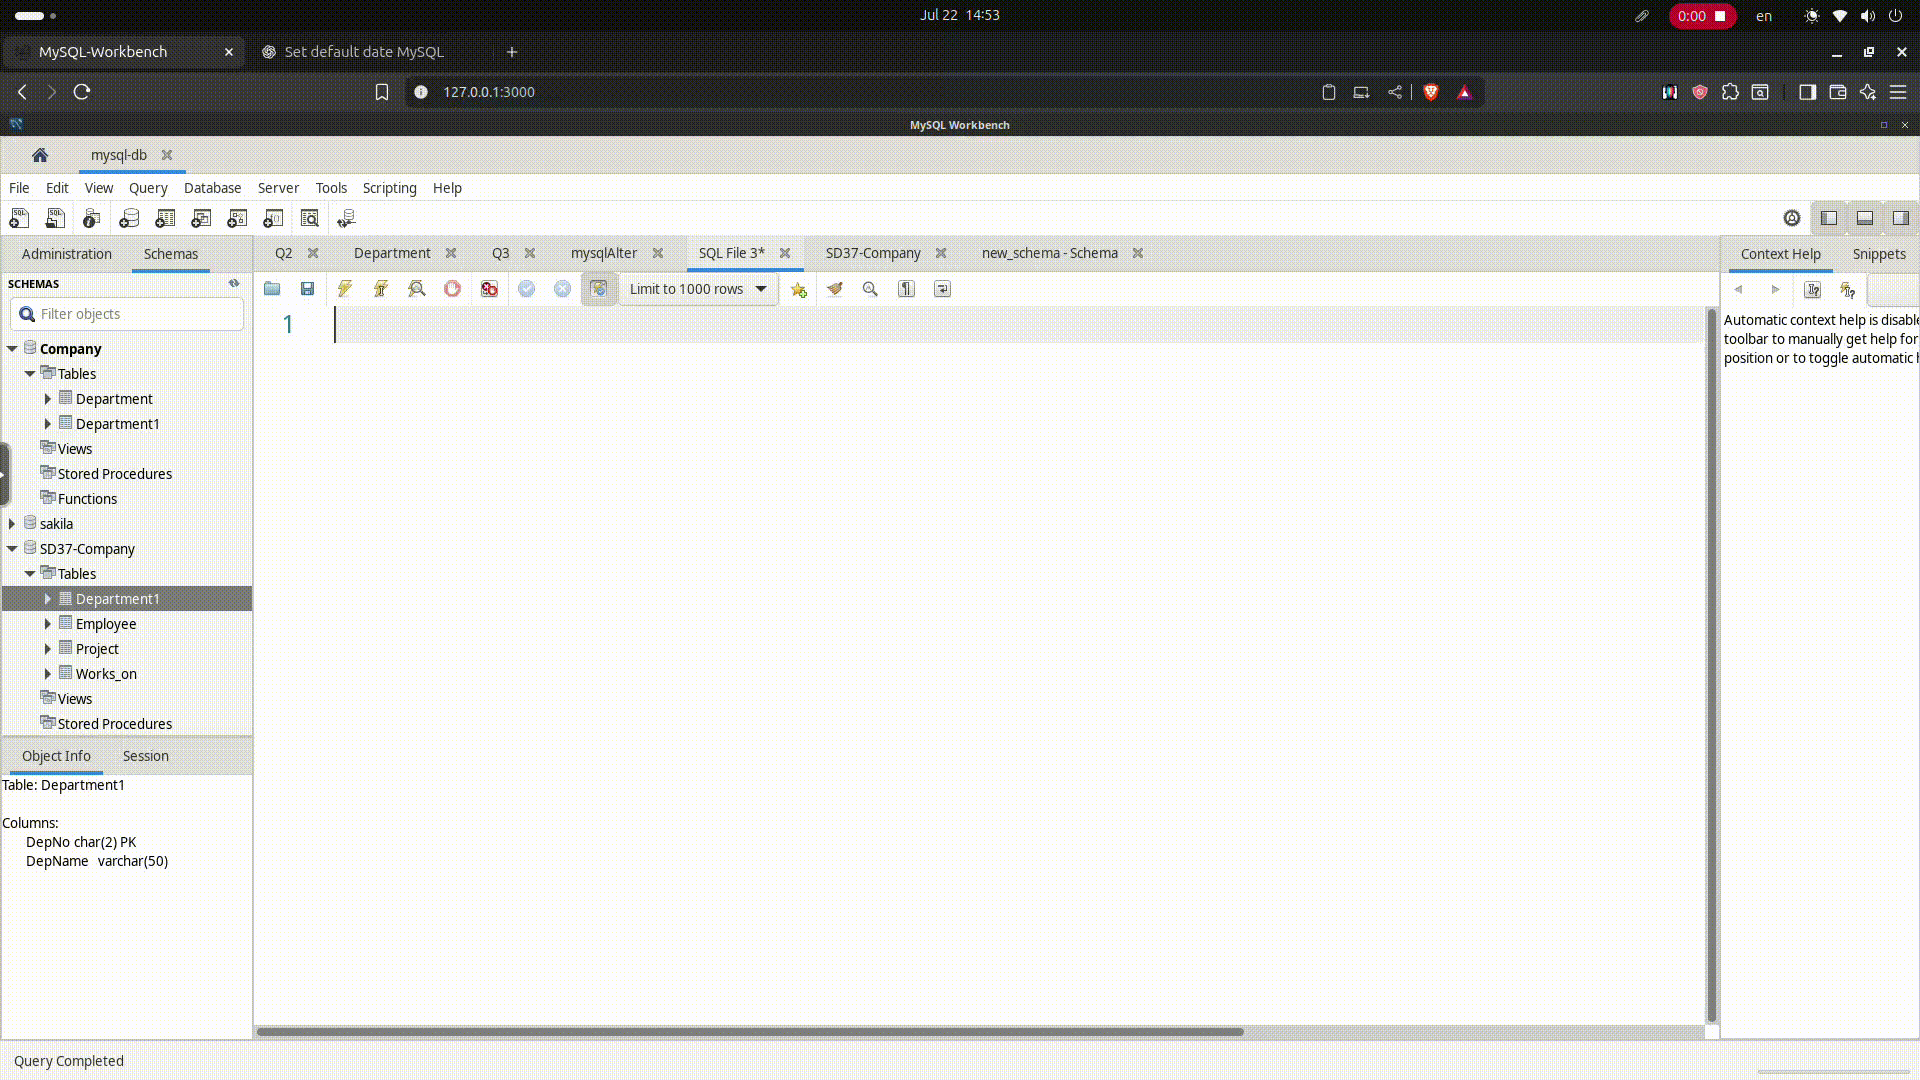 Jul 22 14:53
0:00
en
MySQL-Workbench
Set default date MySQL
127.0.0.1:3000
MySQL Workbench
mysql-db
File Edit View Query Database Server Tools Scripting Help
Administration Schemas
Q2 Department Q3 mysqlAlter SQL File 3* SD37-Company new_schema - Schema
Context Help Snippets
SCHEMAS
Limit to 1000 rows
Filter objects
1
Automatic context help is disable
toolbar to manually get help for
position or to toggle automatic h
Company
Tables
Department
Department1
Views
Stored Procedures
Functions
sakila
SD37-Company
Tables
Department1
Employee
Project
Works_on
Views
Stored Procedures
Object Info Session
Table: Department1
Columns:
DepNo char(2) PK
DepName varchar(50)
Query Completed